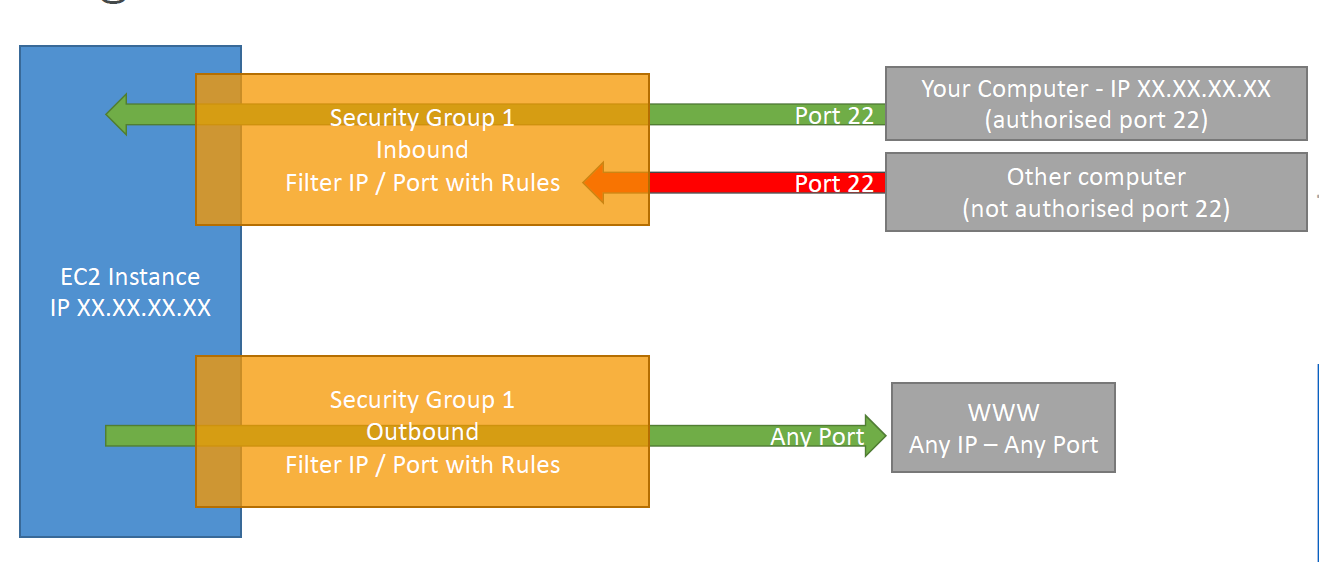 Your Computer - IP XX.XX.XX.XX
(authorised port 22)
Port 22
Security Group 1
Inbound
Filter IP / Port with Rules
Port 22
Other computer
(not authorised port 22)
EC2 Instance
IP XX.XX.XX.XX
Security Group 1
Outbound
Filter IP / Port with Rules
Any Port
WWW
Any IP – Any Port